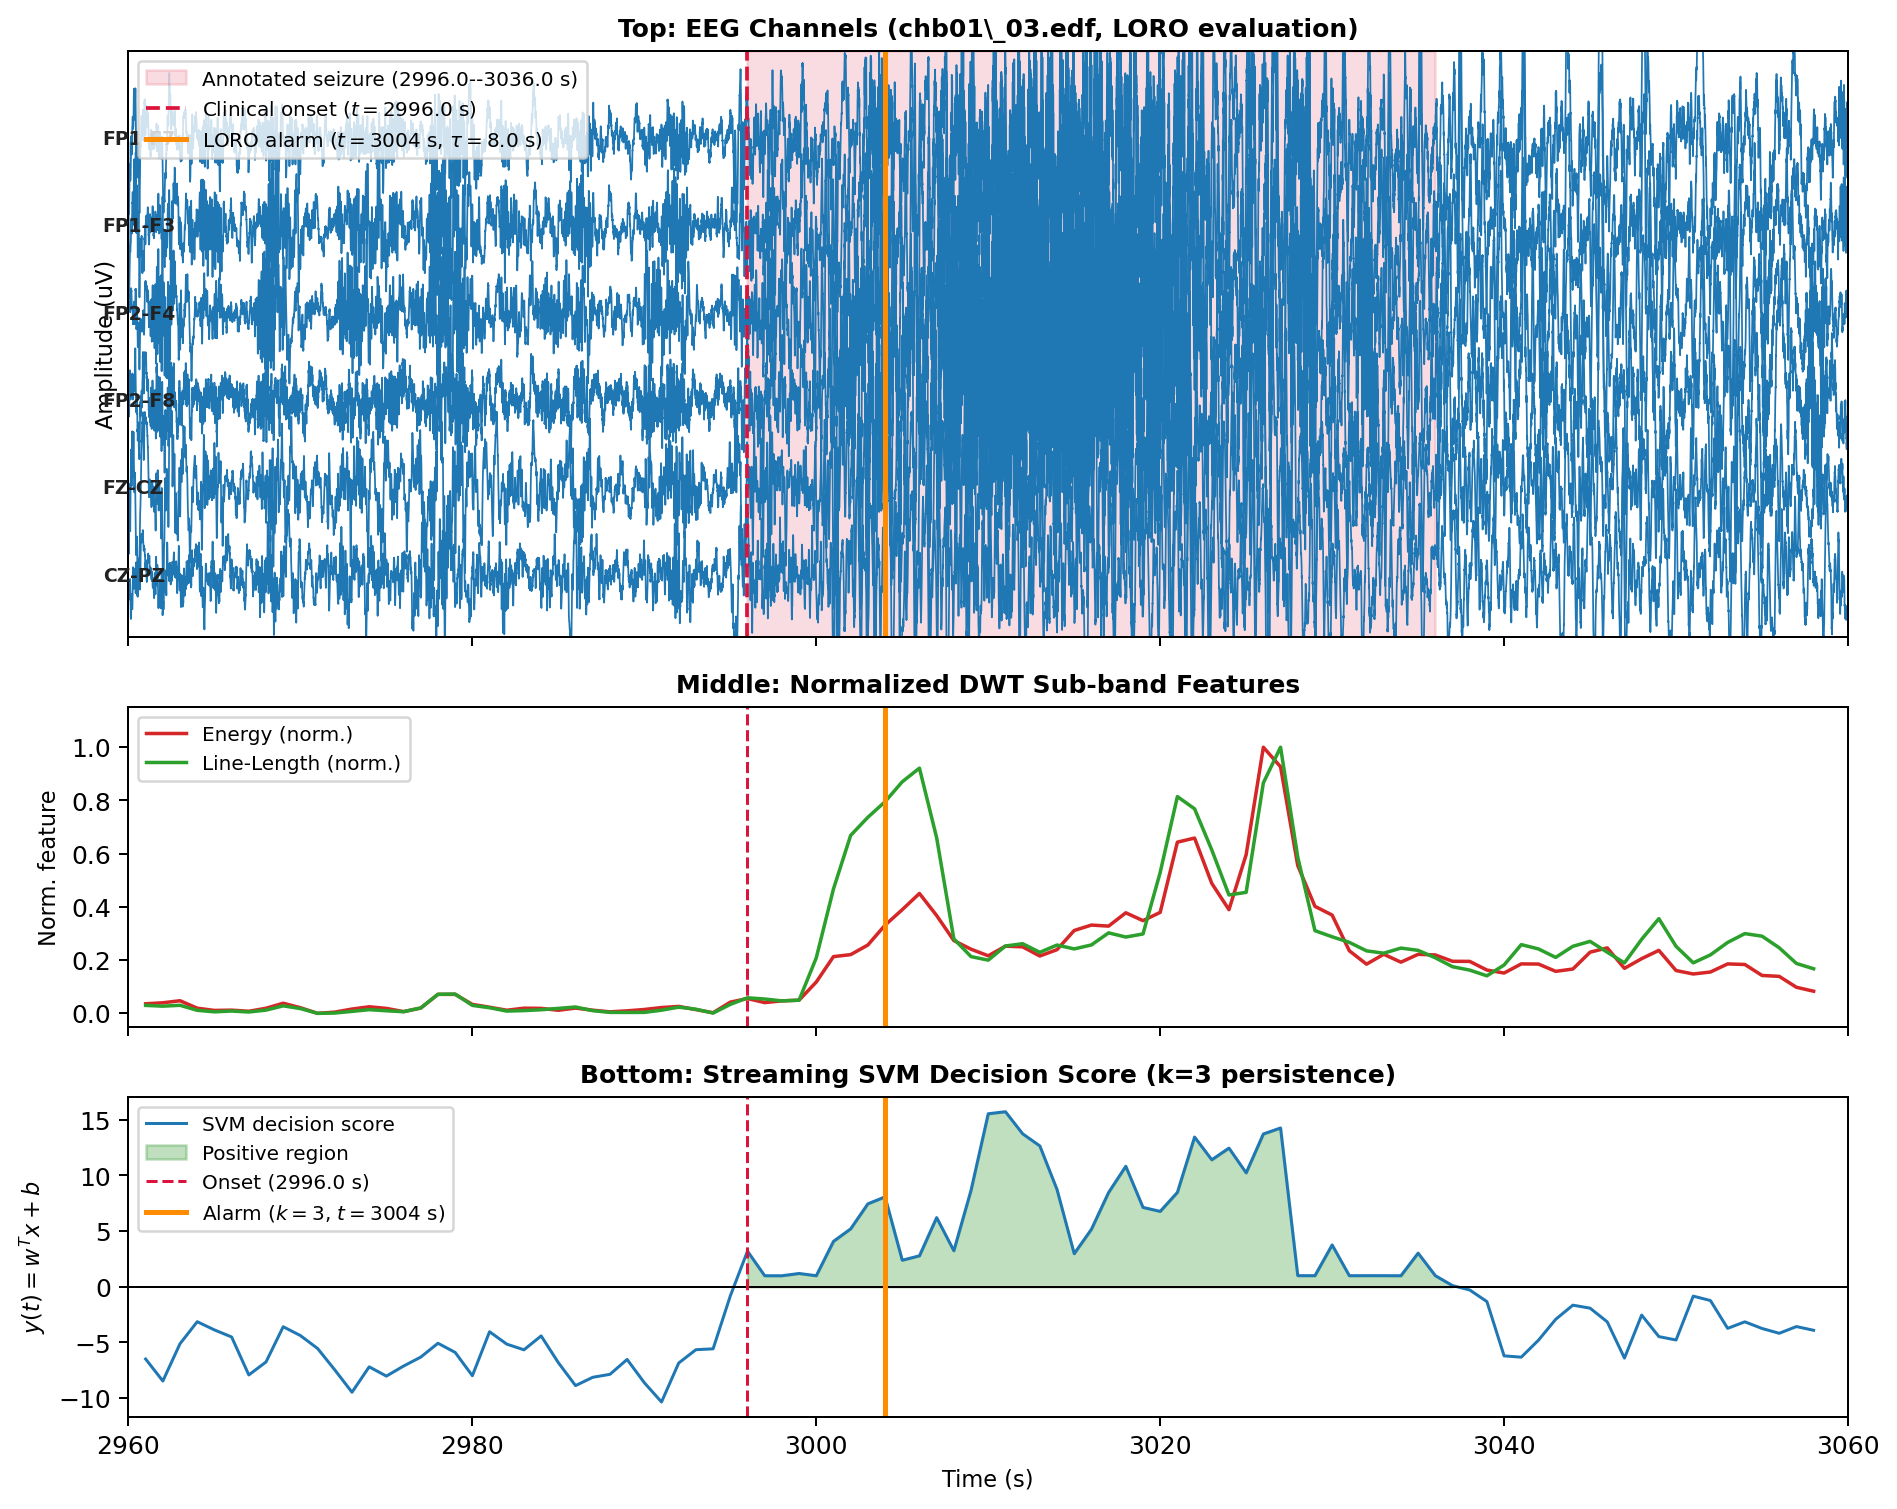 Top: EEG Channels (chb01\_03.edf, LORO evaluation)
Annotated seizure (2996.0--3036.0 s)
Clinical onset (t = 2996.0 s)
LORO alarm (t = 3004 s, τ = 8.0 s)
FP1-F3
FP2-F4
FP2-F8
FZ-CZ
CZ-PZ
Amplitude (uV)
Middle: Normalized DWT Sub-band Features
Energy (norm.)
Line-Length (norm.)
1.0
0.8
0.6
0.4
0.2
0.0
Norm. feature
Bottom: Streaming SVM Decision Score (k=3 persistence)
SVM decision score
Positive region
Onset (2996.0 s)
Alarm (k = 3, t = 3004 s)
15
10
5
0
−5
−10
y(t) = wᵀx + b
2960 2980 3000 3020 3040 3060
Time (s)